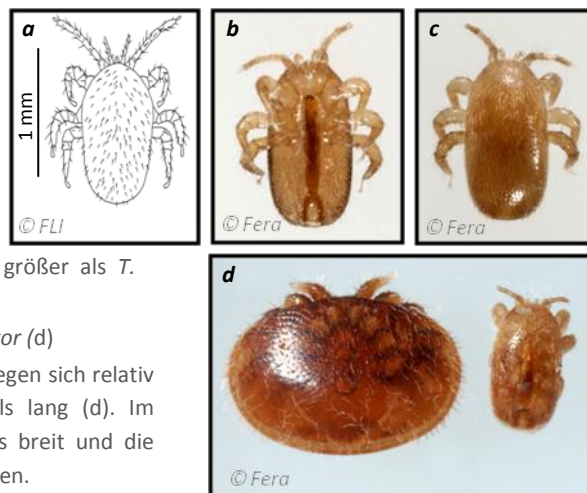 a
b
c
1 mm
© FLI
© Fera
© Fera
größer als T.
or (d)
egen sich relativ
ls lang (d). Im
s breit und die
en.
d
© Fera